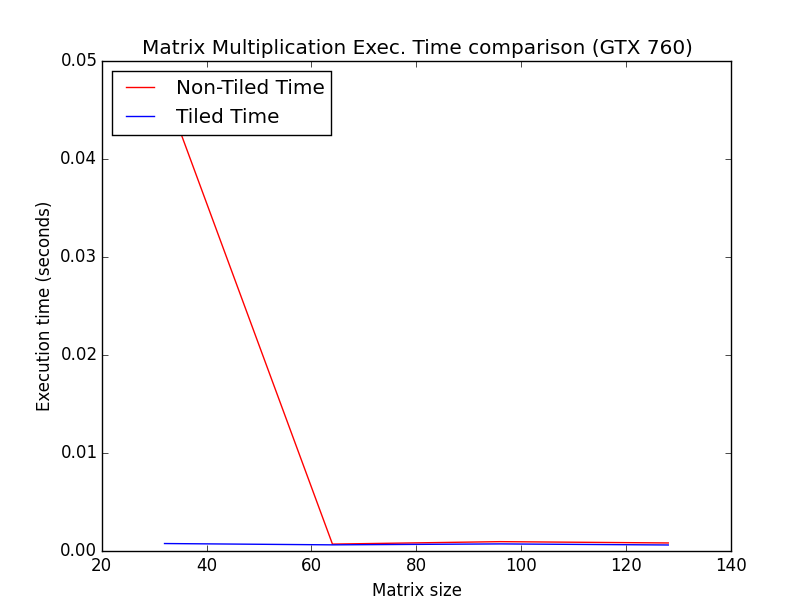 Matrix Multiplication Exec. Time comparison (GTX 760)
0.05
Non-Tiled Time
Tiled Time
0.04
0.03
0.02
0.01
0.00
Execution time (seconds)
20 40 60 80 100 120 140
Matrix size